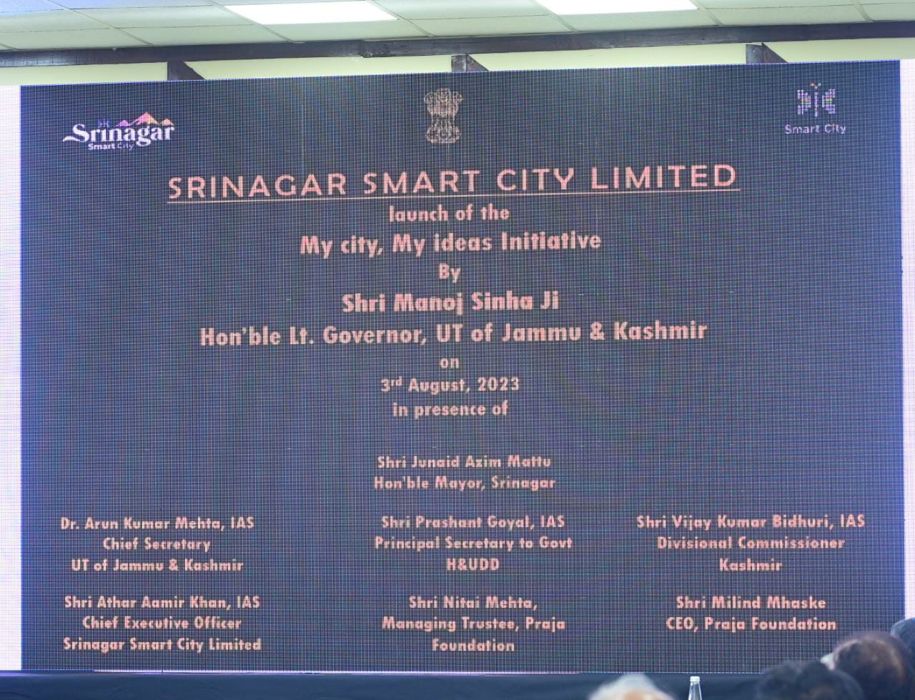 Srinagar
Smart City
Smart City
SRINAGAR SMART CITY LIMITED
launch of the
My city, My ideas Initiative
By
Shri Manoj Sinha Ji
Hon'ble Lt. Governor, UT of Jammu & Kashmir
on
3rd August, 2023
in presence of
Shri Junaid Azim Mattu
Hon'ble Mayor, Srinagar
Dr. Arun Kumar Mehta, IAS
Chief Secretary
UT of Jammu & Kashmir
Shri Prashant Goyal, IAS
Principal Secretary to Govt
H&UDD
Shri Vijay Kumar Bidhuri, IAS
Divisional Commissioner
Kashmir
Shri Athar Aamir Khan, IAS
Chief Executive Officer
Srinagar Smart City Limited
Shri Nitai Mehta,
Managing Trustee, Praja
Foundation
Shri Milind Mhaske
CEO, Praja Foundation